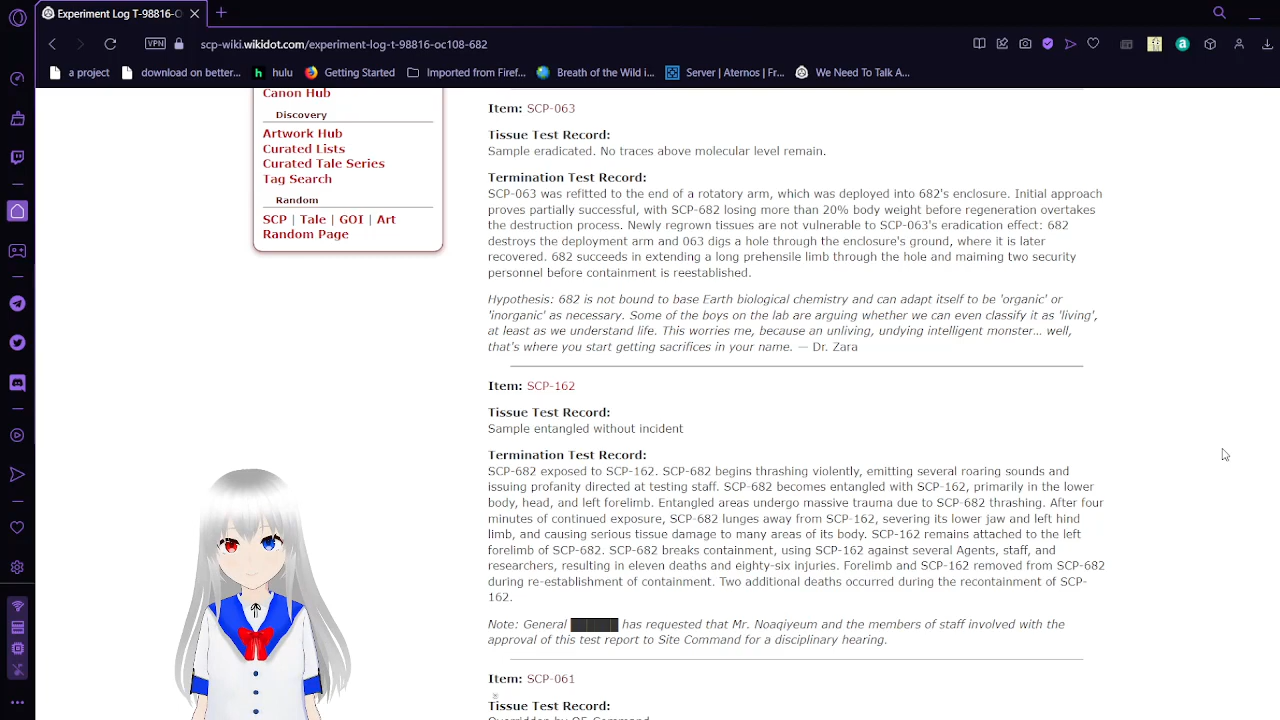 Experiment Log T-98816-O
VPN
scp-wiki.wikidot.com/experiment-log-t-98816-oc108-682
a project
download on better...
hulu
Getting Started
Imported from Firef...
Breath of the Wild i...
Server | Aternos | Fr...
We Need To Talk A...
Canon Hub
Discovery
Artwork Hub
Curated Lists
Curated Tale Series
Tag Search
Random
SCP | Tale | GOI | Art
Random Page
Item: SCP-063
Tissue Test Record:
Sample eradicated. No traces above molecular level remain.
Termination Test Record:
SCP-063 was refitted to the end of a rotatory arm, which was deployed into 682's enclosure. Initial approach
proves partially successful, with SCP-682 losing more than 20% body weight before regeneration overtakes
the destruction process. Newly regrown tissues are not vulnerable to SCP-063's eradication effect: 682
destroys the deployment arm and 063 digs a hole through the enclosure's ground, where it is later
recovered. 682 succeeds in extending a long prehensile limb through the hole and maiming two security
personnel before containment is reestablished.
Hypothesis: 682 is not bound to base Earth biological chemistry and can adapt itself to be 'organic' or
'inorganic' as necessary. Some of the boys on the lab are arguing whether we can even classify it as 'living',
at least as we understand life. This worries me, because an unliving, undying intelligent monster... well,
that's where you start getting sacrifices in your name. — Dr. Zara
Item: SCP-162
Tissue Test Record:
Sample entangled without incident
Termination Test Record:
SCP-682 exposed to SCP-162. SCP-682 begins thrashing violently, emitting several roaring sounds and
issuing profanity directed at testing staff. SCP-682 becomes entangled with SCP-162, primarily in the lower
body, head, and left forelimb. Entangled areas undergo massive trauma due to SCP-682 thrashing. After four
minutes of continued exposure, SCP-682 lunges away from SCP-162, severing its lower jaw and left hind
limb, and causing serious tissue damage to many areas of its body. SCP-162 remains attached to the left
forelimb of SCP-682. SCP-682 breaks containment, using SCP-162 against several Agents, staff, and
researchers, resulting in eleven deaths and eighty-six injuries. Forelimb and SCP-162 removed from SCP-682
during re-establishment of containment. Two additional deaths occurred during the recontainment of SCP-
162.
Note: General ██████ has requested that Mr. Noaqiyeum and the members of staff involved with the
approval of this test report to Site Command for a disciplinary hearing.
Item: SCP-061
Tissue Test Record:
Overridden by O5 Command